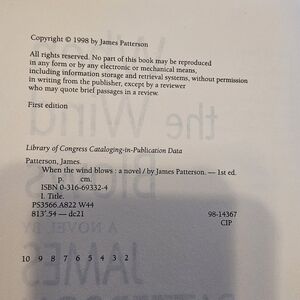 Copyright © 1998 by James Patterson
All rights reserved. No part of this book may be reproduced
in any form or by any electronic or mechanical means,
including information storage and retrieval systems, without permission
in writing from the publisher, except by a reviewer
who may quote brief passages in a review.
First edition
Library of Congress Cataloging-in-Publication Data
Patterson, James.
When the wind blows : a novel / by James Patterson. — 1st ed.
p. cm.
ISBN 0-316-69332-4
I. Title.
PS3566.A822 W44
813'.54 — dc21 98-14367
CIP
10 9 8 7 6 5 4 3 2